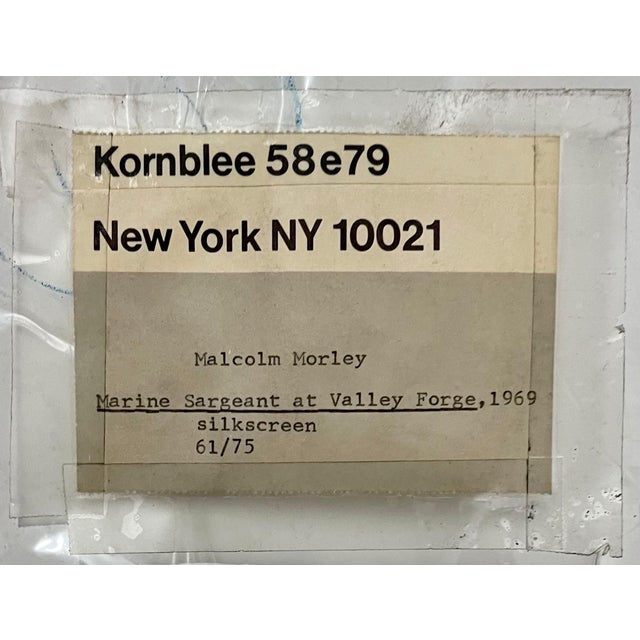 Kornblee 58e79
New York NY 10021
Malcolm Morley
Marine Sargeant at Valley Forge,1969
silkscreen
61/75